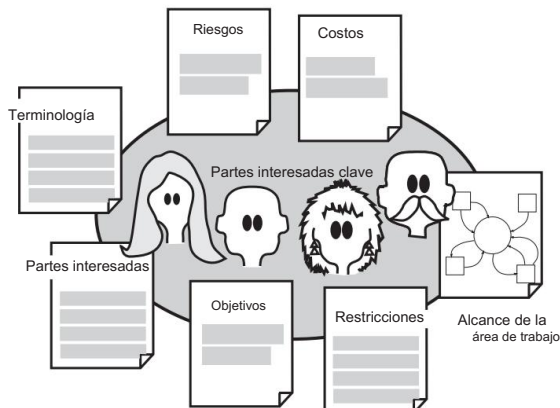 Riesgos
Costos
Terminología
Partes interesadas clave
Partes interesadas
Objetivos
Restricciones
Alcance de la
área de trabajo